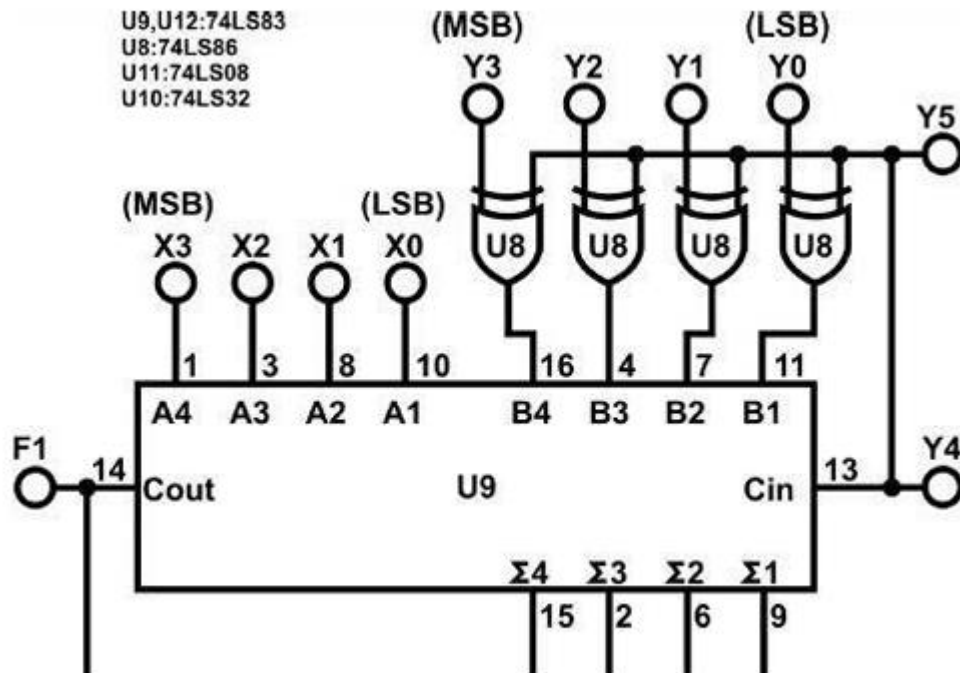 U9,U12:74LS83
U8:74LS86
U11:74LS08
U10:74LS32
(MSB) (LSB)
Y3 Y2 Y1 Y0
Y5
(MSB) (LSB)
X3 X2 X1 X0
U8 U8 U8 U8
1 3 8 10 16 4 7 11
A4 A3 A2 A1 B4 B3 B2 B1
F1 14 Cout U9 Cin 13 Y4
Σ4 Σ3 Σ2 Σ1
15 2 6 9